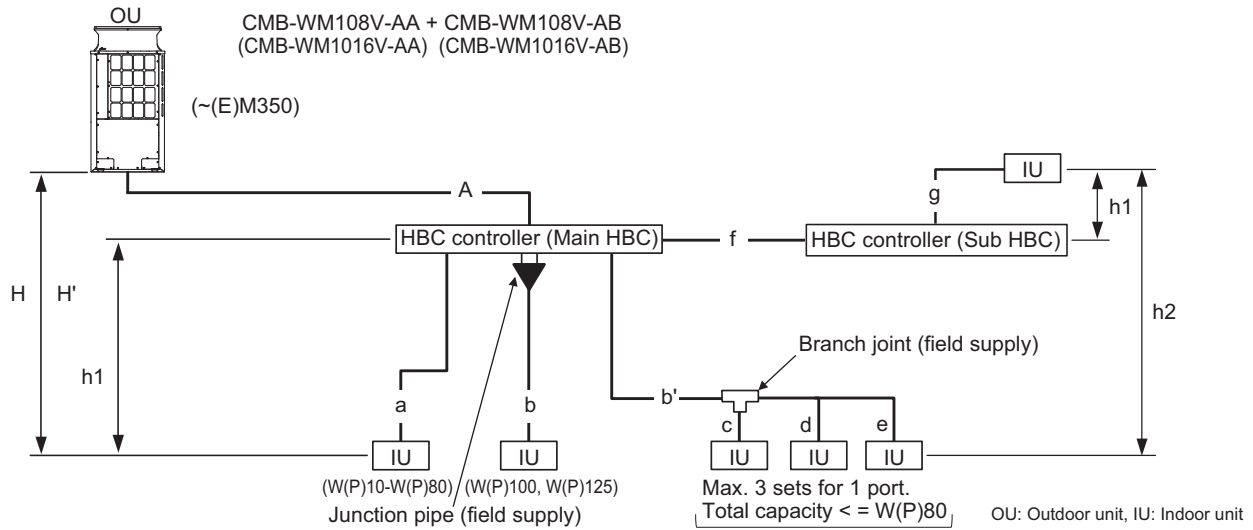 OU
CMB-WM108V-AA + CMB-WM108V-AB
(CMB-WM1016V-AA) (CMB-WM1016V-AB)
(~(E)M350)
IU
A
g
h1
HBC controller (Main HBC)
f
HBC controller (Sub HBC)
H
H'
h2
h1
Branch joint (field supply)
a
b
b'
c
d
e
IU
IU
IU
IU
IU
(W(P)10-W(P)80)
(W(P)100, W(P)125)
Max. 3 sets for 1 port.
Junction pipe (field supply)
Total capacity < = W(P)80
OU: Outdoor unit, IU: Indoor unit